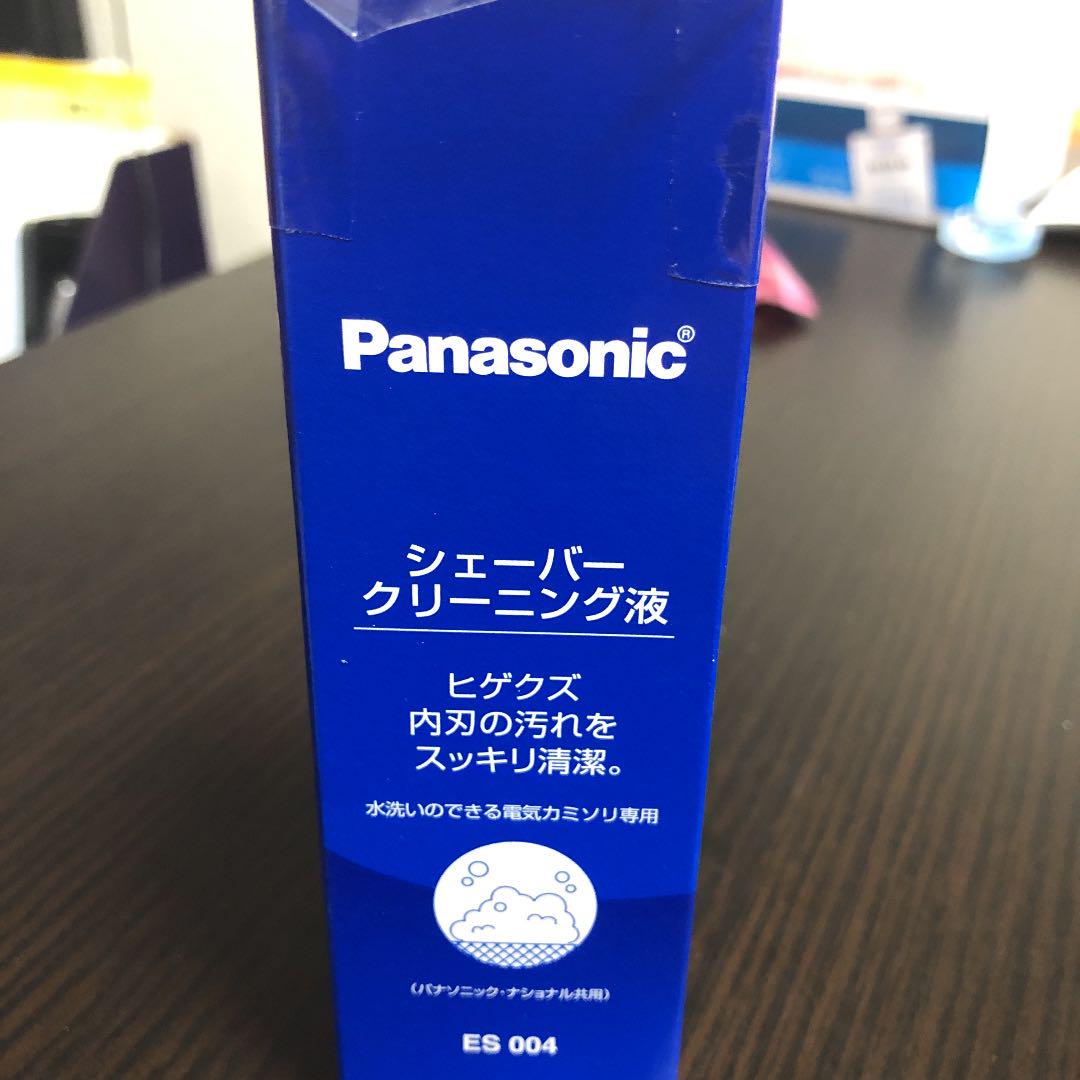 Panasonic®
シェーバー
クリーニング液
ヒゲクズ
内刃の汚れを
スッキリ清潔。
水洗いのできる電気カミソリ専用
(パナソニック・ナショナル共用)
ES 004